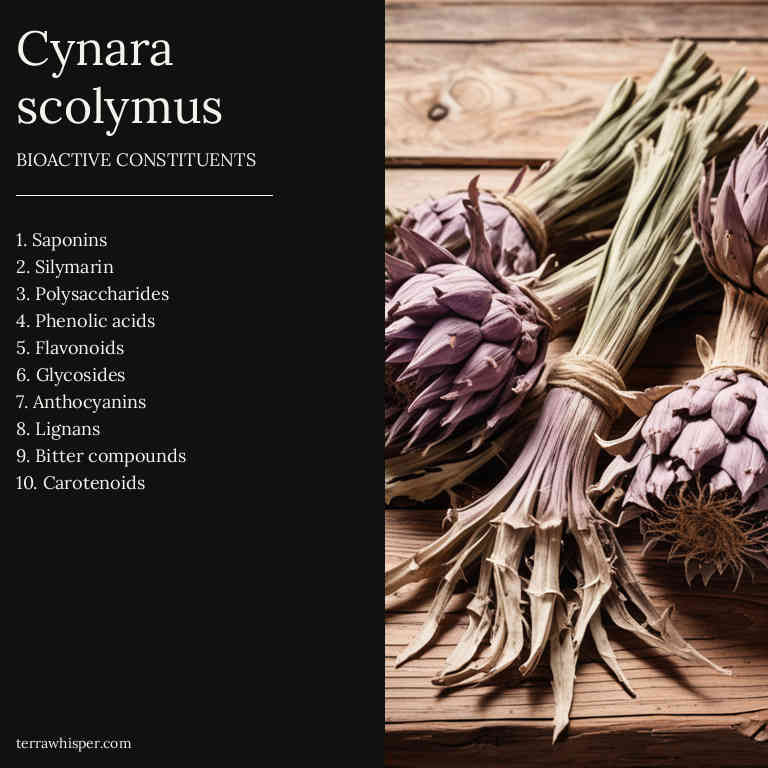 Cynara
scolymus
BIOACTIVE CONSTITUENTS
1. Saponins
2. Silymarin
3. Polysaccharides
4. Phenolic acids
5. Flavonoids
6. Glycosides
7. Anthocyanins
8. Lignans
9. Bitter compounds
10. Carotenoids
terrawhisper.com